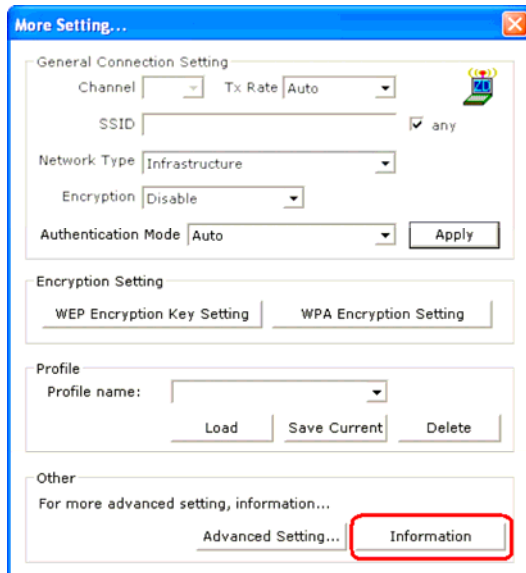 More Setting...
General Connection Setting
Channel Tx Rate Auto
SSID any
Network Type Infrastructure
Encryption Disable
Authentication Mode Auto Apply
Encryption Setting
WEP Encryption Key Setting WPA Encryption Setting
Profile
Profile name:
Load Save Current Delete
Other
For more advanced setting, information...
Advanced Setting... Information